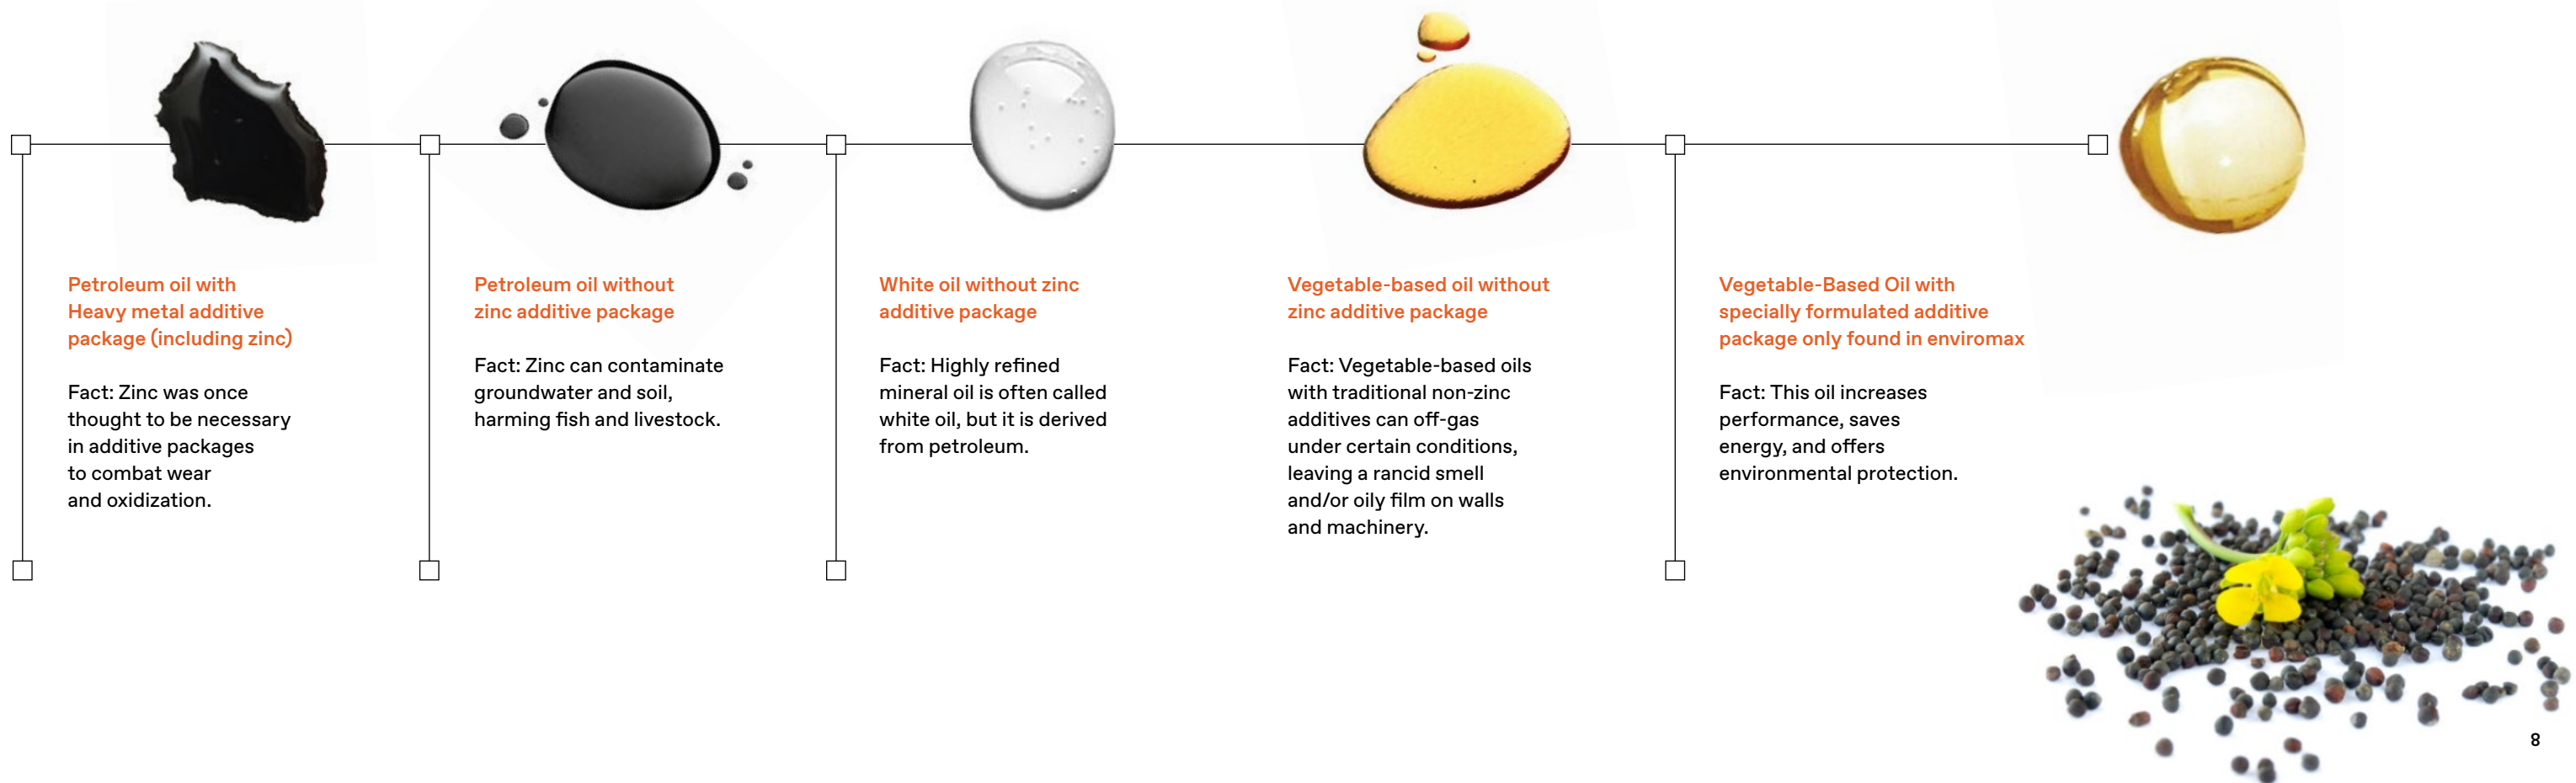 Petroleum oil with
Heavy metal additive
package (including zinc)
Fact: Zinc was once
thought to be necessary
in additive packages
to combat wear
and oxidization.
Petroleum oil without
zinc additive package
Fact: Zinc can contaminate
groundwater and soil,
harming fish and livestock.
White oil without zinc
additive package
Fact: Highly refined
mineral oil is often called
white oil, but it is derived
from petroleum.
Vegetable-based oil without
zinc additive package
Fact: Vegetable-based oils
with traditional non-zinc
additives can off-gas
under certain conditions,
leaving a rancid smell
and/or oily film on walls
and machinery.
Vegetable-Based Oil with
specially formulated additive
package only found in enviromax
Fact: This oil increases
performance, saves
energy, and offers
environmental protection.
8